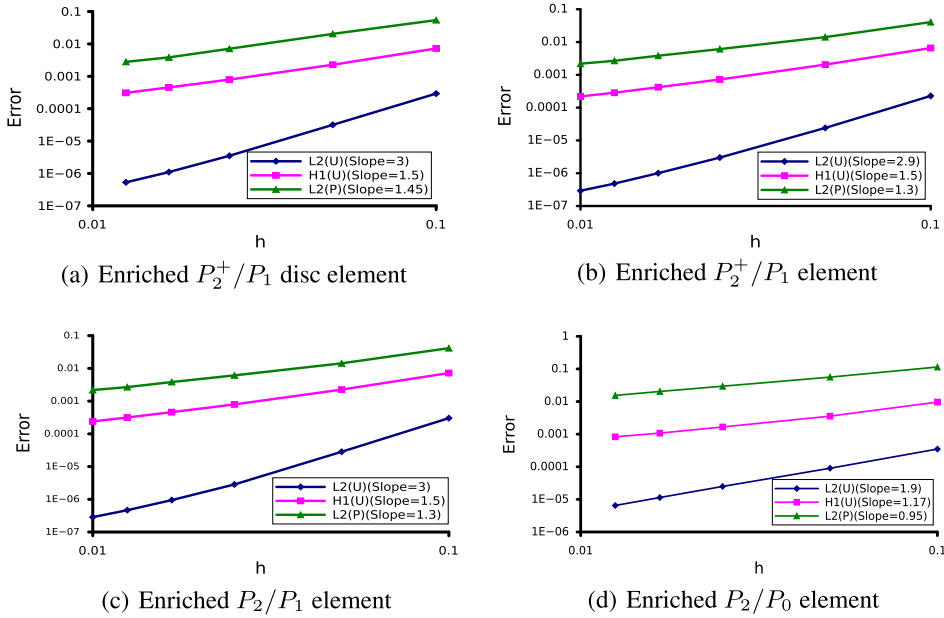 0.1
0.01
0.001
0.0001
1E-05
1E-06
1E-07
Error
0.01
0.1
h
L2(U)(Slope=3)
H1(U)(Slope=1.5)
L2(P)(Slope=1.45)
(a) Enriched P₂⁺/P₁ disc element
0.1
0.01
0.001
0.0001
1E-05
1E-06
1E-07
Error
0.01
0.1
h
L2(U)(Slope=2.9)
H1(U)(Slope=1.5)
L2(P)(Slope=1.3)
(b) Enriched P₂⁺/P₁ element
0.1
0.01
0.001
0.0001
1E-05
1E-06
1E-07
Error
0.01
0.1
h
L2(U)(Slope=3)
H1(U)(Slope=1.5)
L2(P)(Slope=1.3)
(c) Enriched P₂/P₁ element
1
0.1
0.01
0.001
0.0001
1E-05
1E-06
Error
0.01
0.1
h
L2(U)(Slope=1.9)
H1(U)(Slope=1.17)
L2(P)(Slope=0.95)
(d) Enriched P₂/P₀ element